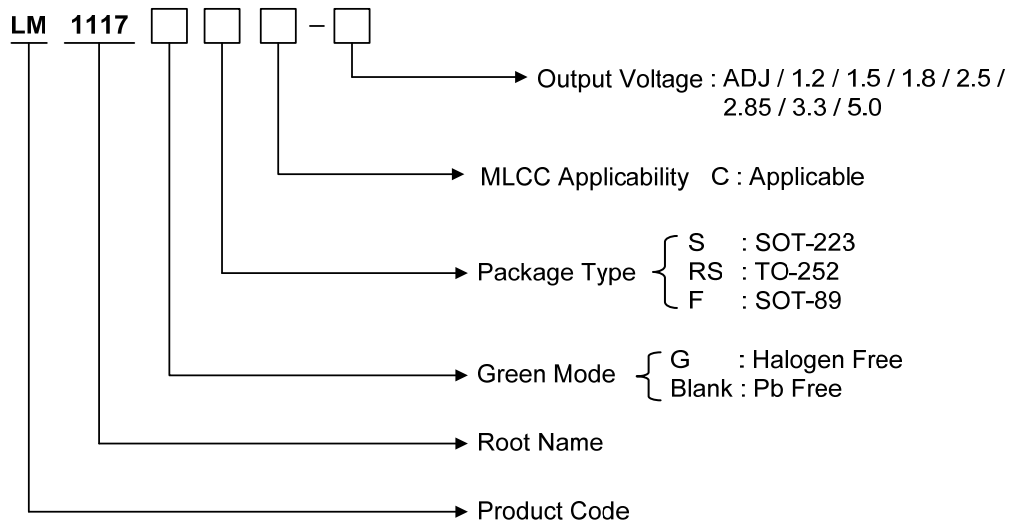 LM 1117 –
Output Voltage : ADJ / 1.2 / 1.5 / 1.8 / 2.5 /
2.85 / 3.3 / 5.0
MLCC Applicability C : Applicable
Package Type
S : SOT-223
RS : TO-252
F : SOT-89
Green Mode
G : Halogen Free
Blank : Pb Free
Root Name
Product Code